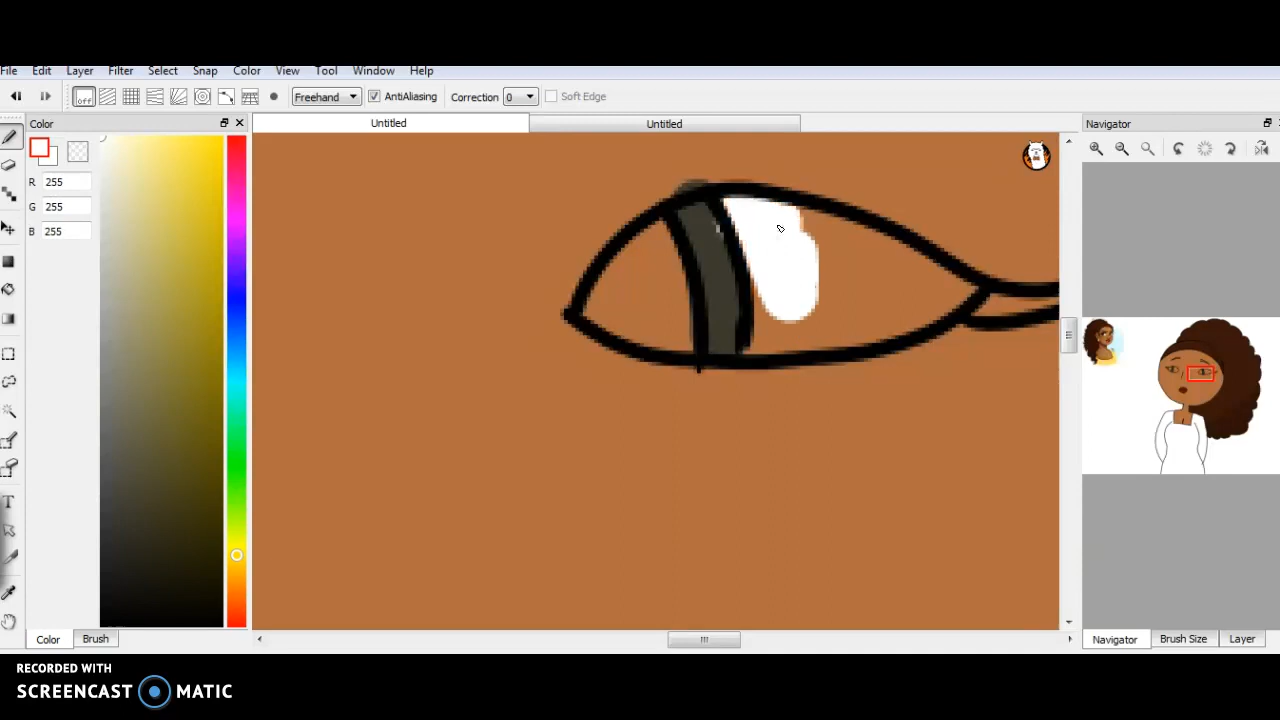 File Edit Layer Filter Select Snap Color View Tool Window Help
off Freehand AntiAliasing Correction 0 Soft Edge
Color Untitled Untitled Navigator
R 255
G 255
B 255
T
Color Brush Navigator Brush Size Layer
RECORDED WITH
SCREENCAST MATIC